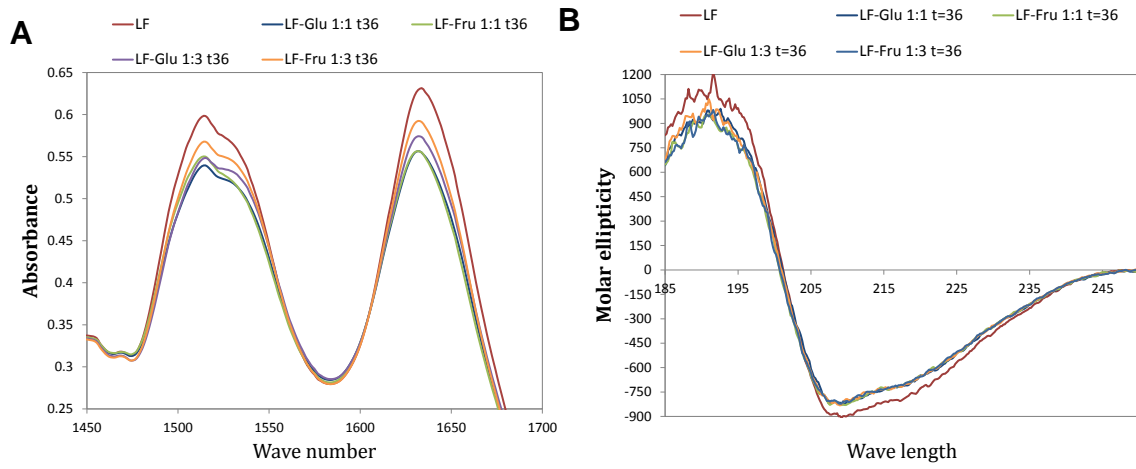 A
LF LF-Glu 1:1 t36 LF-Fru 1:1 t36
LF-Glu 1:3 t36 LF-Fru 1:3 t36
Absorbance
0.65
0.6
0.55
0.5
0.45
0.4
0.35
0.3
0.25
1450 1500 1550 1600 1650 1700
Wave number
B
LF LF-Glu 1:1 t=36 LF-Fru 1:1 t=36
LF-Glu 1:3 t=36 LF-Fru 1:3 t=36
Molar ellipticity
1200
1050
900
750
600
450
300
150
0
-150
-300
-450
-600
-750
-900
185 195 205 215 225 235 245
Wave length